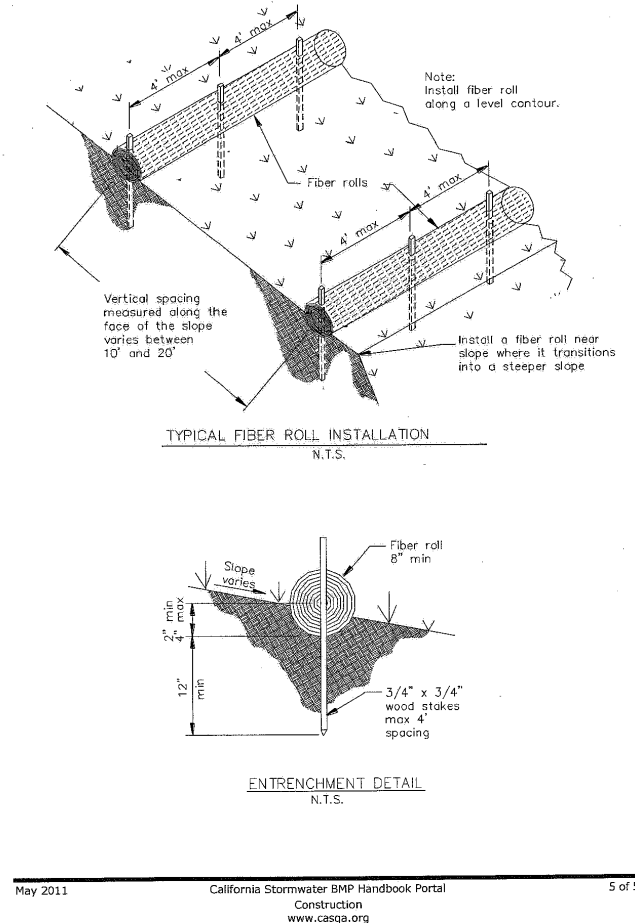 4' max
4' max
Note:
Install fiber roll
along a level contour.
Fiber rolls
4' max
4' max
Vertical spacing
measured along the
face of the slope
varies between
10' and 20'
Install a fiber roll near
slope where it transitions
into a steeper slope
TYPICAL FIBER ROLL INSTALLATION
N.T.S.
Fiber roll
8" min
Slope
varies
2" min
4" max
12"
min
3/4" x 3/4"
wood stakes
max 4'
spacing
ENTRENCHMENT DETAIL
N.T.S.
May 2011
California Stormwater BMP Handbook Portal
5 of 5
Construction
www.casqa.org